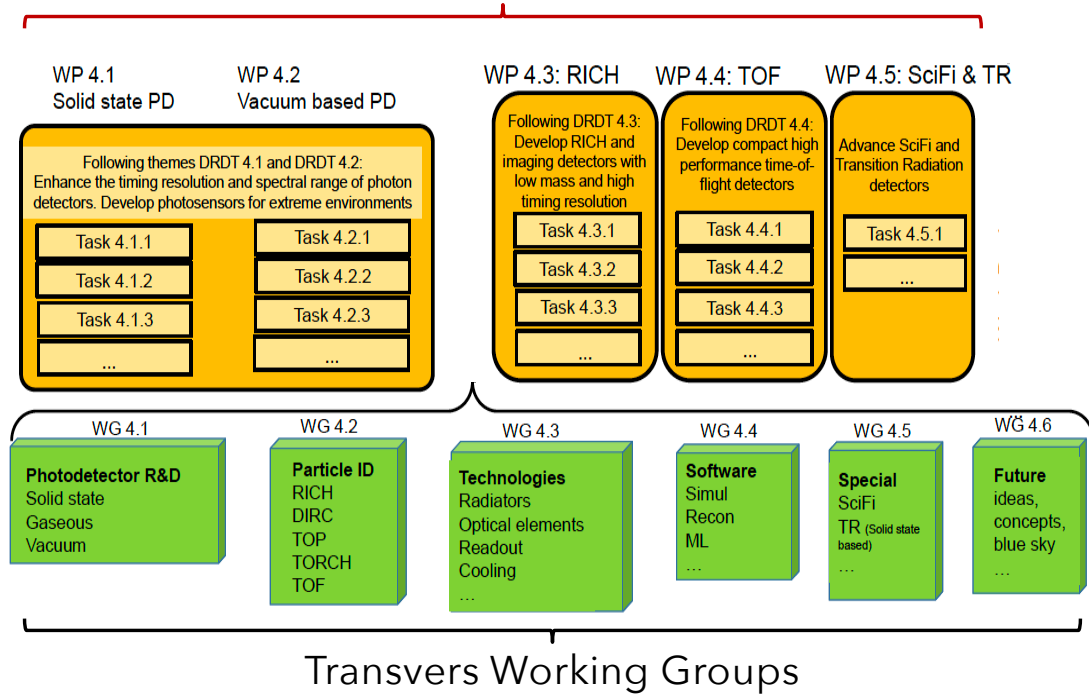 WP 4.1
Solid state PD
WP 4.2
Vacuum based PD
WP 4.3: RICH
WP 4.4: TOF
WP 4.5: SciFi & TR
Following themes DRDT 4.1 and DRDT 4.2:
Enhance the timing resolution and spectral range of photon
detectors. Develop photosensors for extreme environments
Task 4.1.1
Task 4.1.2
Task 4.1.3
...
Task 4.2.1
Task 4.2.2
Task 4.2.3
...
Following DRDT 4.3:
Develop RICH and
imaging detectors with
low mass and high
timing resolution
Task 4.3.1
Task 4.3.2
Task 4.3.3
...
Following DRDT 4.4:
Develop compact high
performance time-of-
flight detectors
Task 4.4.1
Task 4.4.2
Task 4.4.3
...
Advance SciFi and
Transition Radiation
detectors
Task 4.5.1
...
WG 4.1
Photodetector R&D
Solid state
Gaseous
Vacuum
WG 4.2
Particle ID
RICH
DIRC
TOP
TORCH
TOF
WG 4.3
Technologies
Radiators
Optical elements
Readout
Cooling
...
WG 4.4
Software
Simul
Recon
ML
...
WG 4.5
Special
SciFi
TR (Solid state
based)
...
WG 4.6
Future
ideas,
concepts,
blue sky
...
Transvers Working Groups